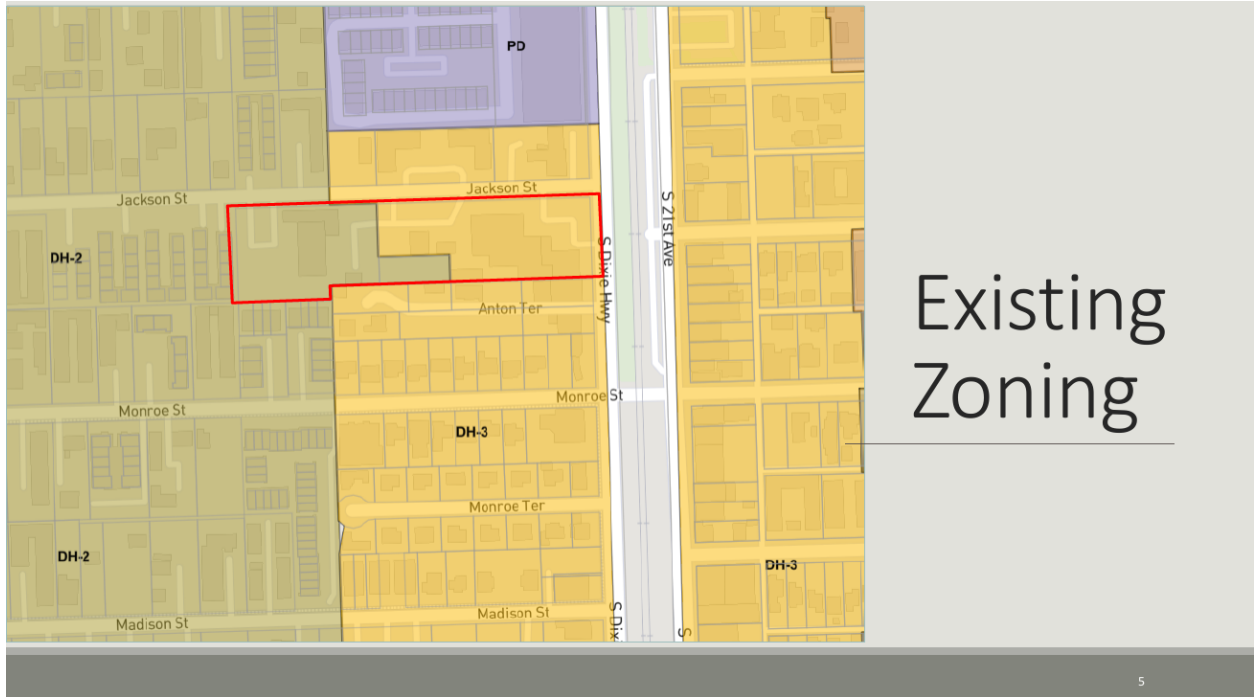 PD
Jackson St
Jackson St
S 21st Ave
DH-2
S Dixie Hwy
Anton Ter
Existing
Zoning
Monroe St
Monroe St
DH-3
Monroe Ter
DH-2
DH-3
Madison St
Madison St
S Dix
S
5